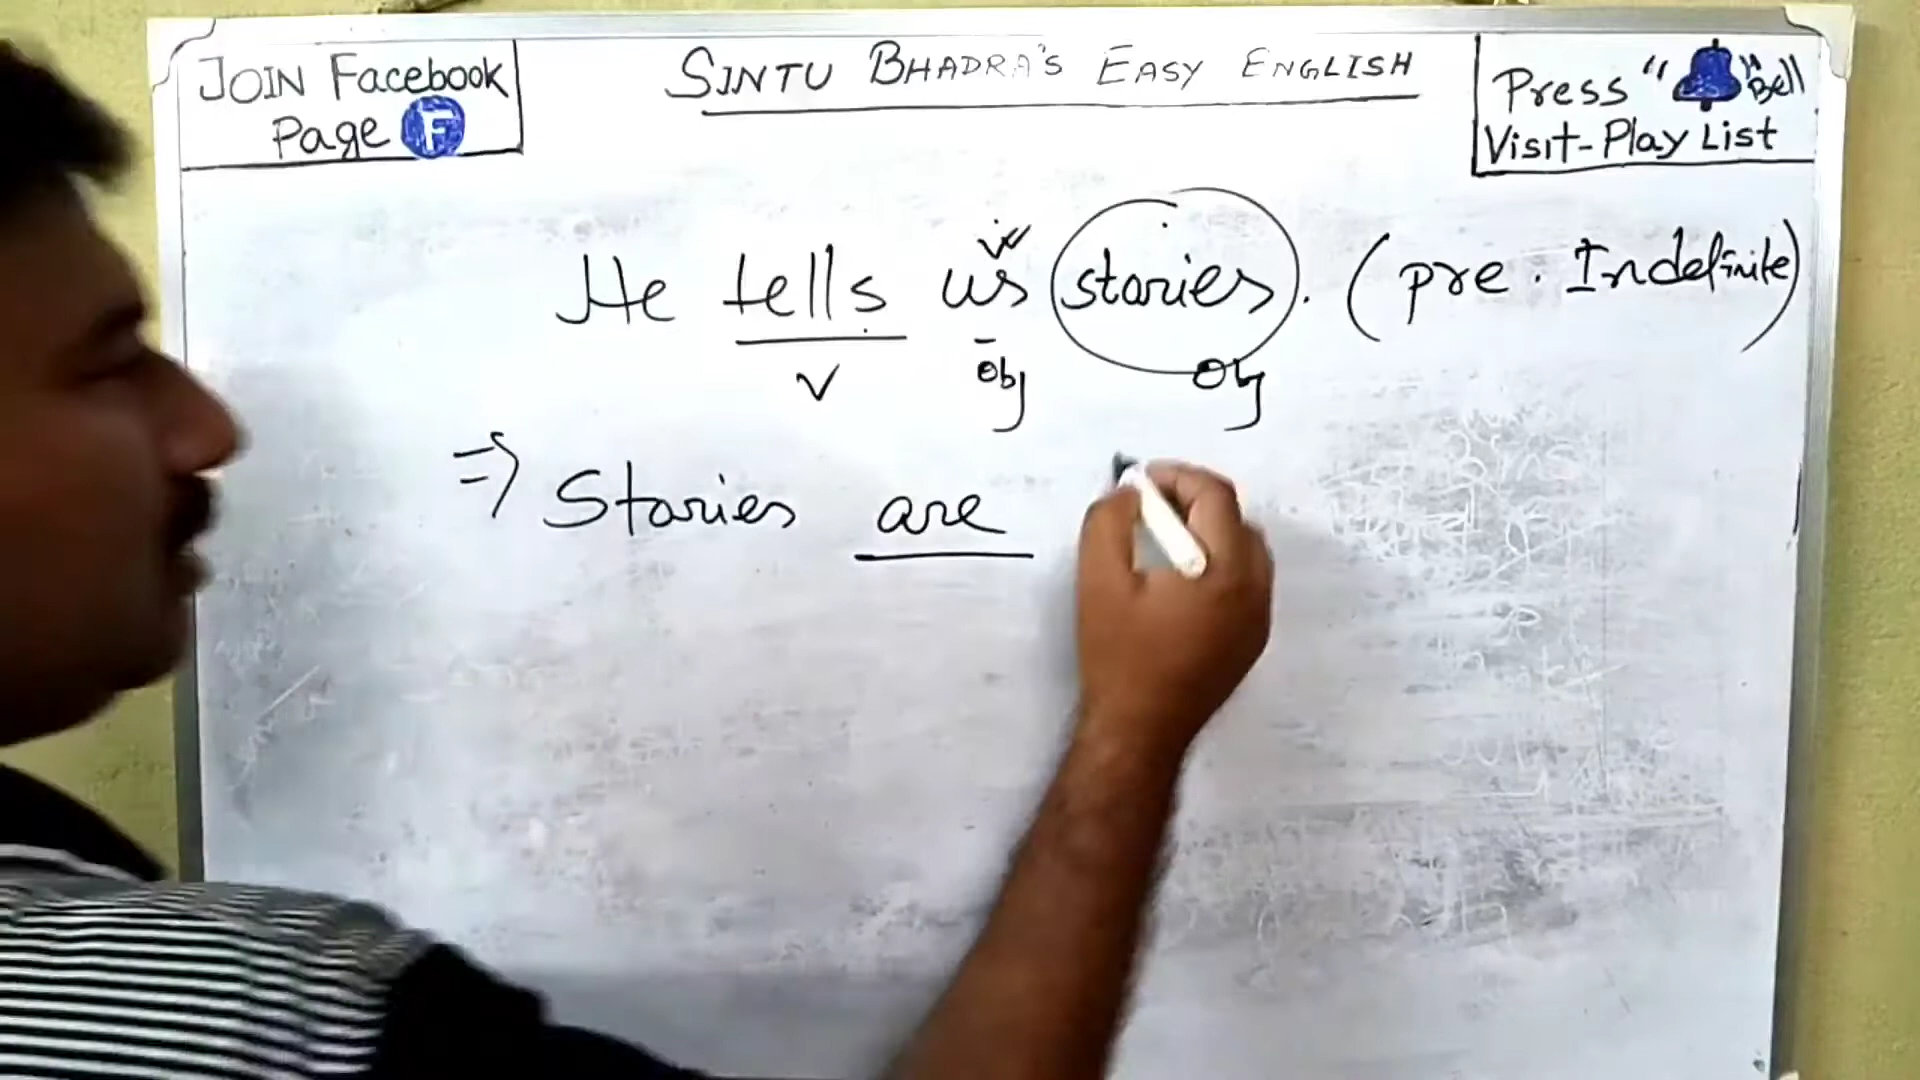 JOIN Facebook
Page F
SINTU BHADRA'S EASY ENGLISH
Press " " Bell
Visit-Play List
He tells us stories. (pre. Indefinite)
V obj obj
=> Stories are